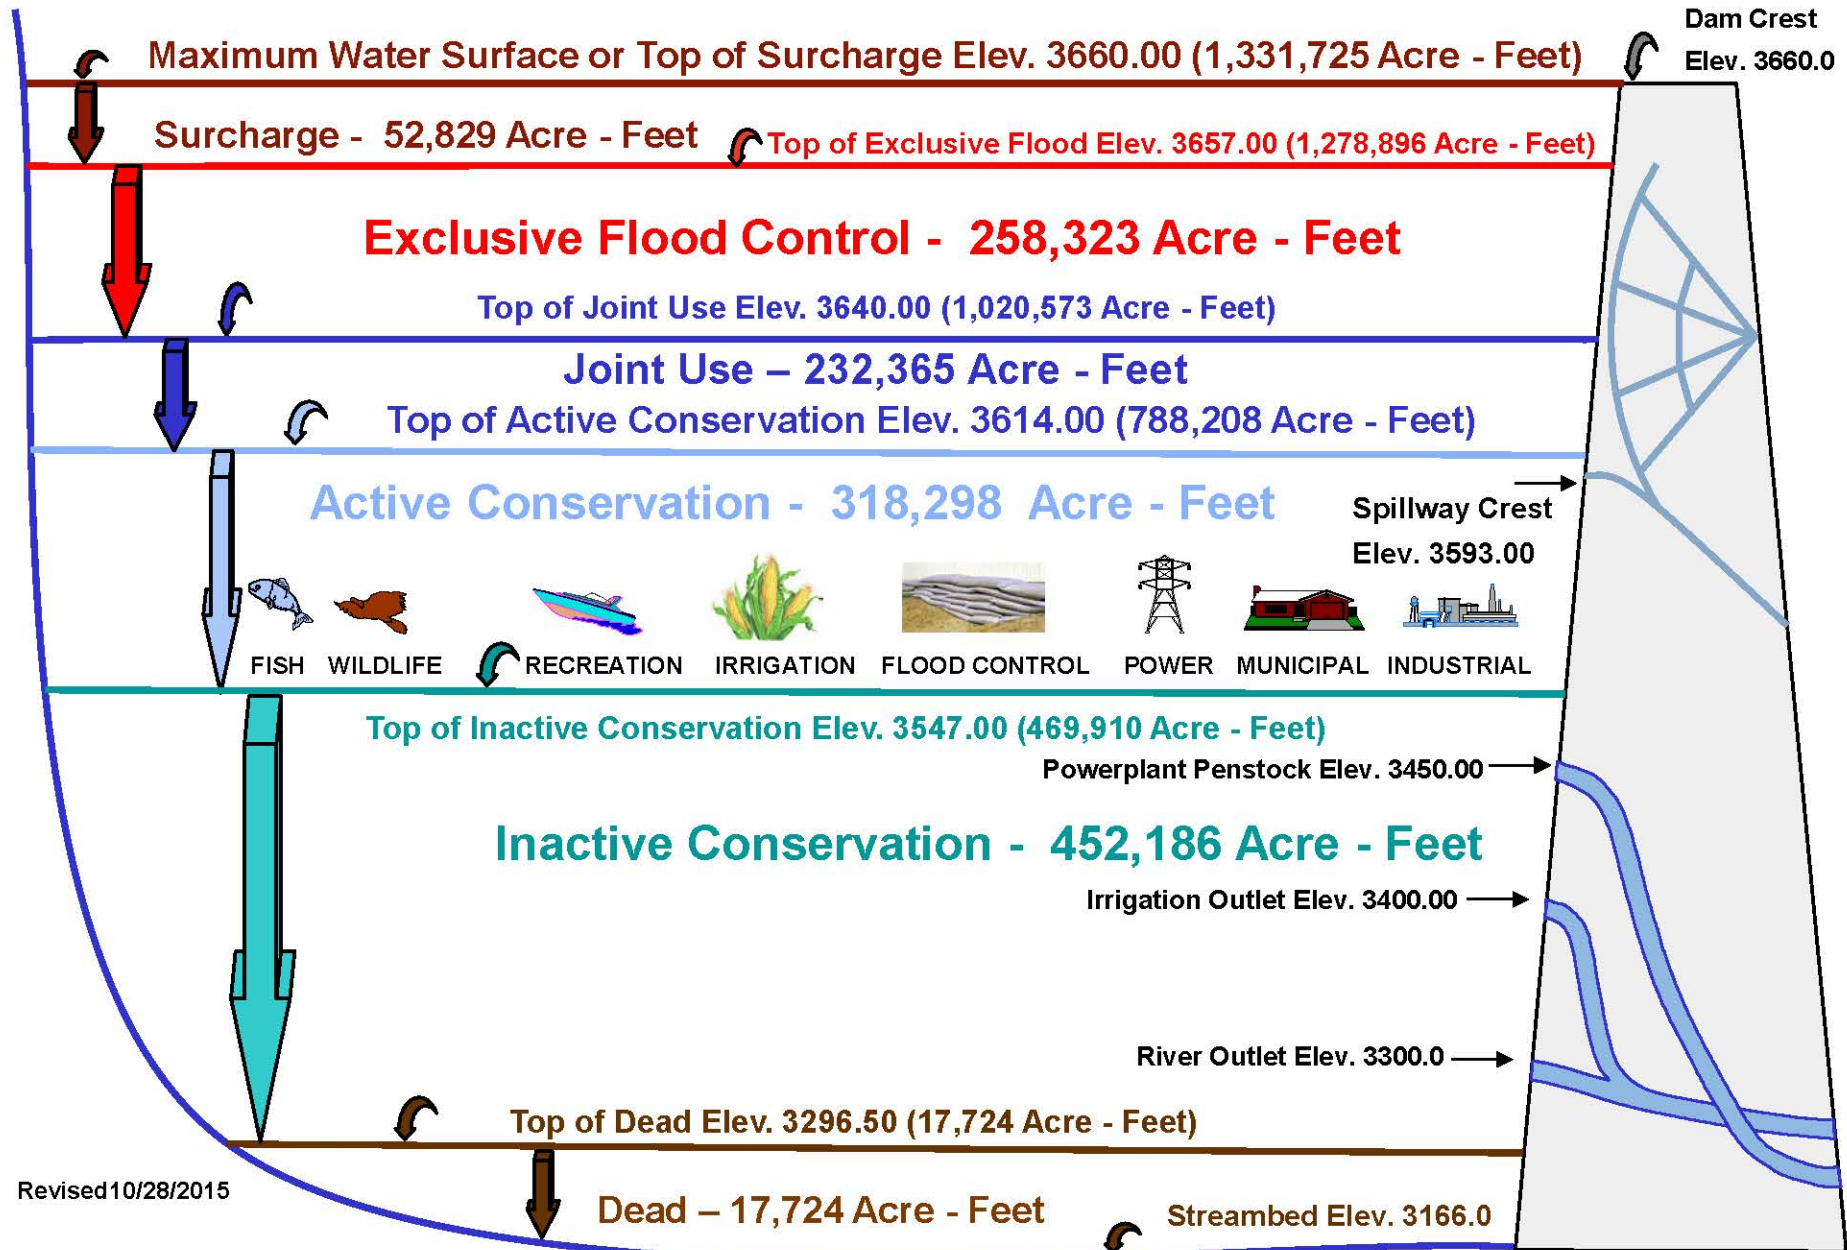 Dam Crest
Elev. 3660.0
Maximum Water Surface or Top of Surcharge Elev. 3660.00 (1,331,725 Acre - Feet)
Surcharge - 52,829 Acre - Feet
Top of Exclusive Flood Elev. 3657.00 (1,278,896 Acre - Feet)
Exclusive Flood Control - 258,323 Acre - Feet
Top of Joint Use Elev. 3640.00 (1,020,573 Acre - Feet)
Joint Use – 232,365 Acre - Feet
Top of Active Conservation Elev. 3614.00 (788,208 Acre - Feet)
Active Conservation - 318,298 Acre - Feet
Spillway Crest
Elev. 3593.00
FISH WILDLIFE RECREATION IRRIGATION FLOOD CONTROL POWER MUNICIPAL INDUSTRIAL
Top of Inactive Conservation Elev. 3547.00 (469,910 Acre - Feet)
Powerplant Penstock Elev. 3450.00
Inactive Conservation - 452,186 Acre - Feet
Irrigation Outlet Elev. 3400.00
River Outlet Elev. 3300.0
Top of Dead Elev. 3296.50 (17,724 Acre - Feet)
Revised10/28/2015
Dead – 17,724 Acre - Feet
Streambed Elev. 3166.0